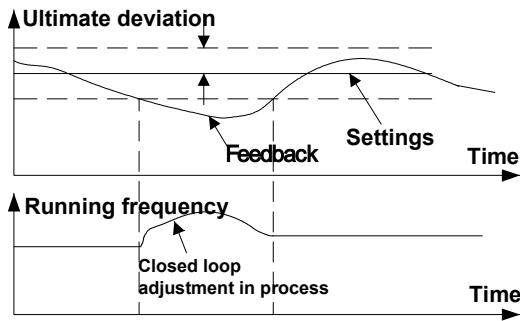 Ultimate deviation
Feedback
Settings
Time
Running frequency
Closed loop
adjustment in process
Time